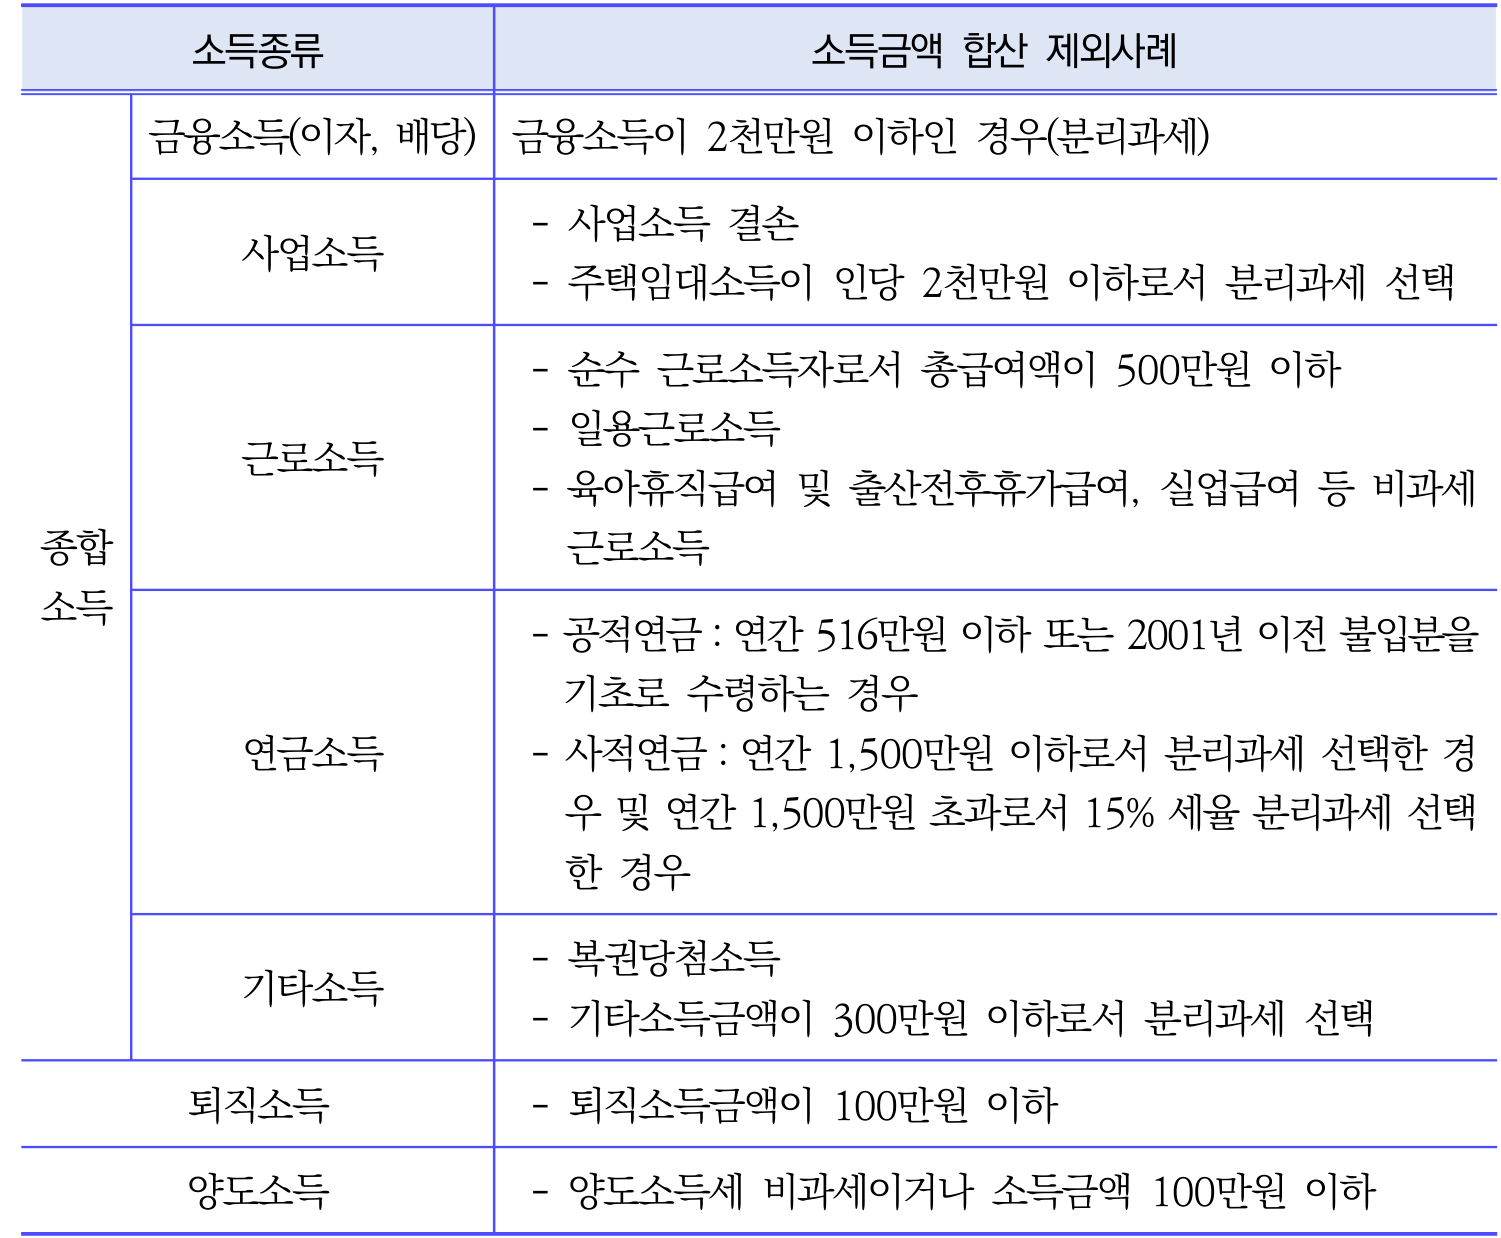 소득종류 소득금액 합산 제외사례
금융소득(이자, 배당) 금융소득이 2천만원 이하인 경우(분리과세)
사업소득
- 사업소득 결손
- 주택임대소득이 인당 2천만원 이하로서 분리과세 선택
근로소득
- 순수 근로소득자로서 총급여액이 500만원 이하
- 일용근로소득
- 육아휴직급여 및 출산전후휴가급여, 실업급여 등 비과세
근로소득
종합
소득
연금소득
- 공적연금 : 연간 516만원 이하 또는 2001년 이전 불입분을
기초로 수령하는 경우
- 사적연금 : 연간 1,500만원 이하로서 분리과세 선택한 경
우 및 연간 1,500만원 초과로서 15% 세율 분리과세 선택
한 경우
기타소득
- 복권당첨소득
- 기타소득금액이 300만원 이하로서 분리과세 선택
퇴직소득 - 퇴직소득금액이 100만원 이하
양도소득 - 양도소득세 비과세이거나 소득금액 100만원 이하